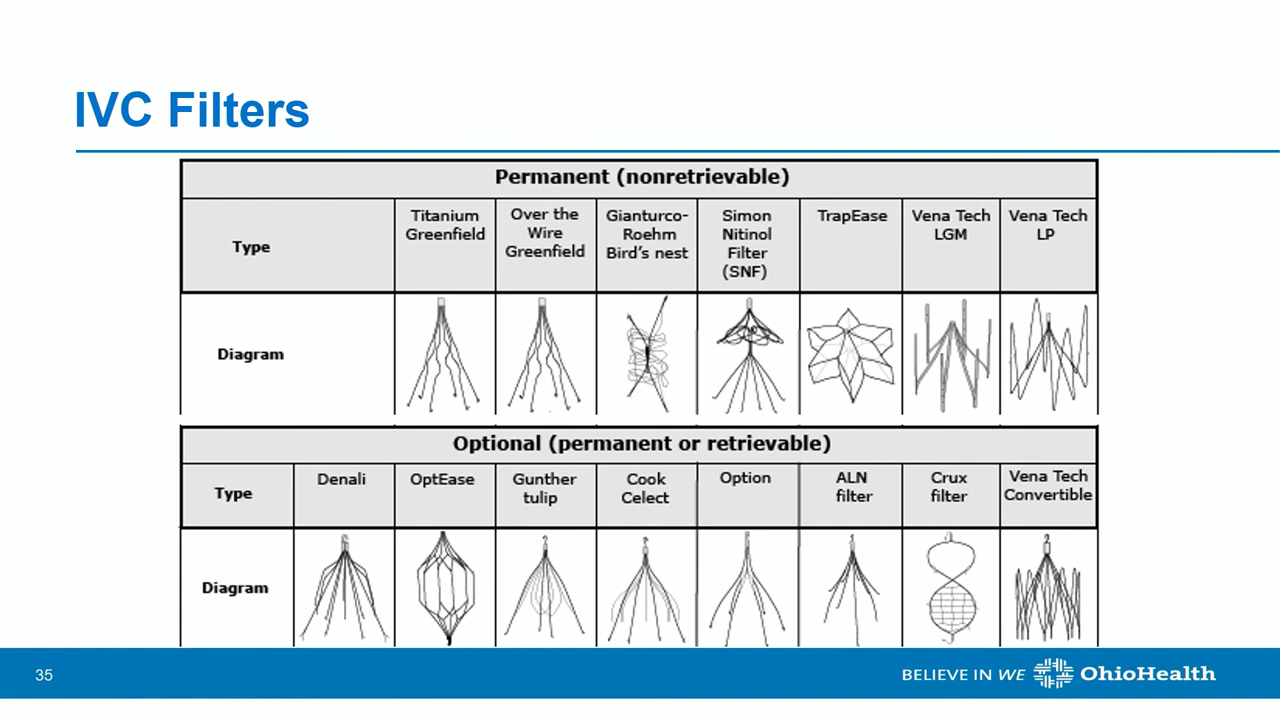 IVC Filters
Permanent (nonretrievable)
Type
Titanium
Greenfield
Over the
Wire
Greenfield
Gianturco-
Roehm
Bird's nest
Simon
Nitinol
Filter
(SNF)
TrapEase
Vena Tech
LGM
Vena Tech
LP
Diagram
Optional (permanent or retrievable)
Type
Denali
OptEase
Gunther
tulip
Cook
Celect
Option
ALN
filter
Crux
filter
Vena Tech
Convertible
Diagram
35
BELIEVE IN WE OhioHealth